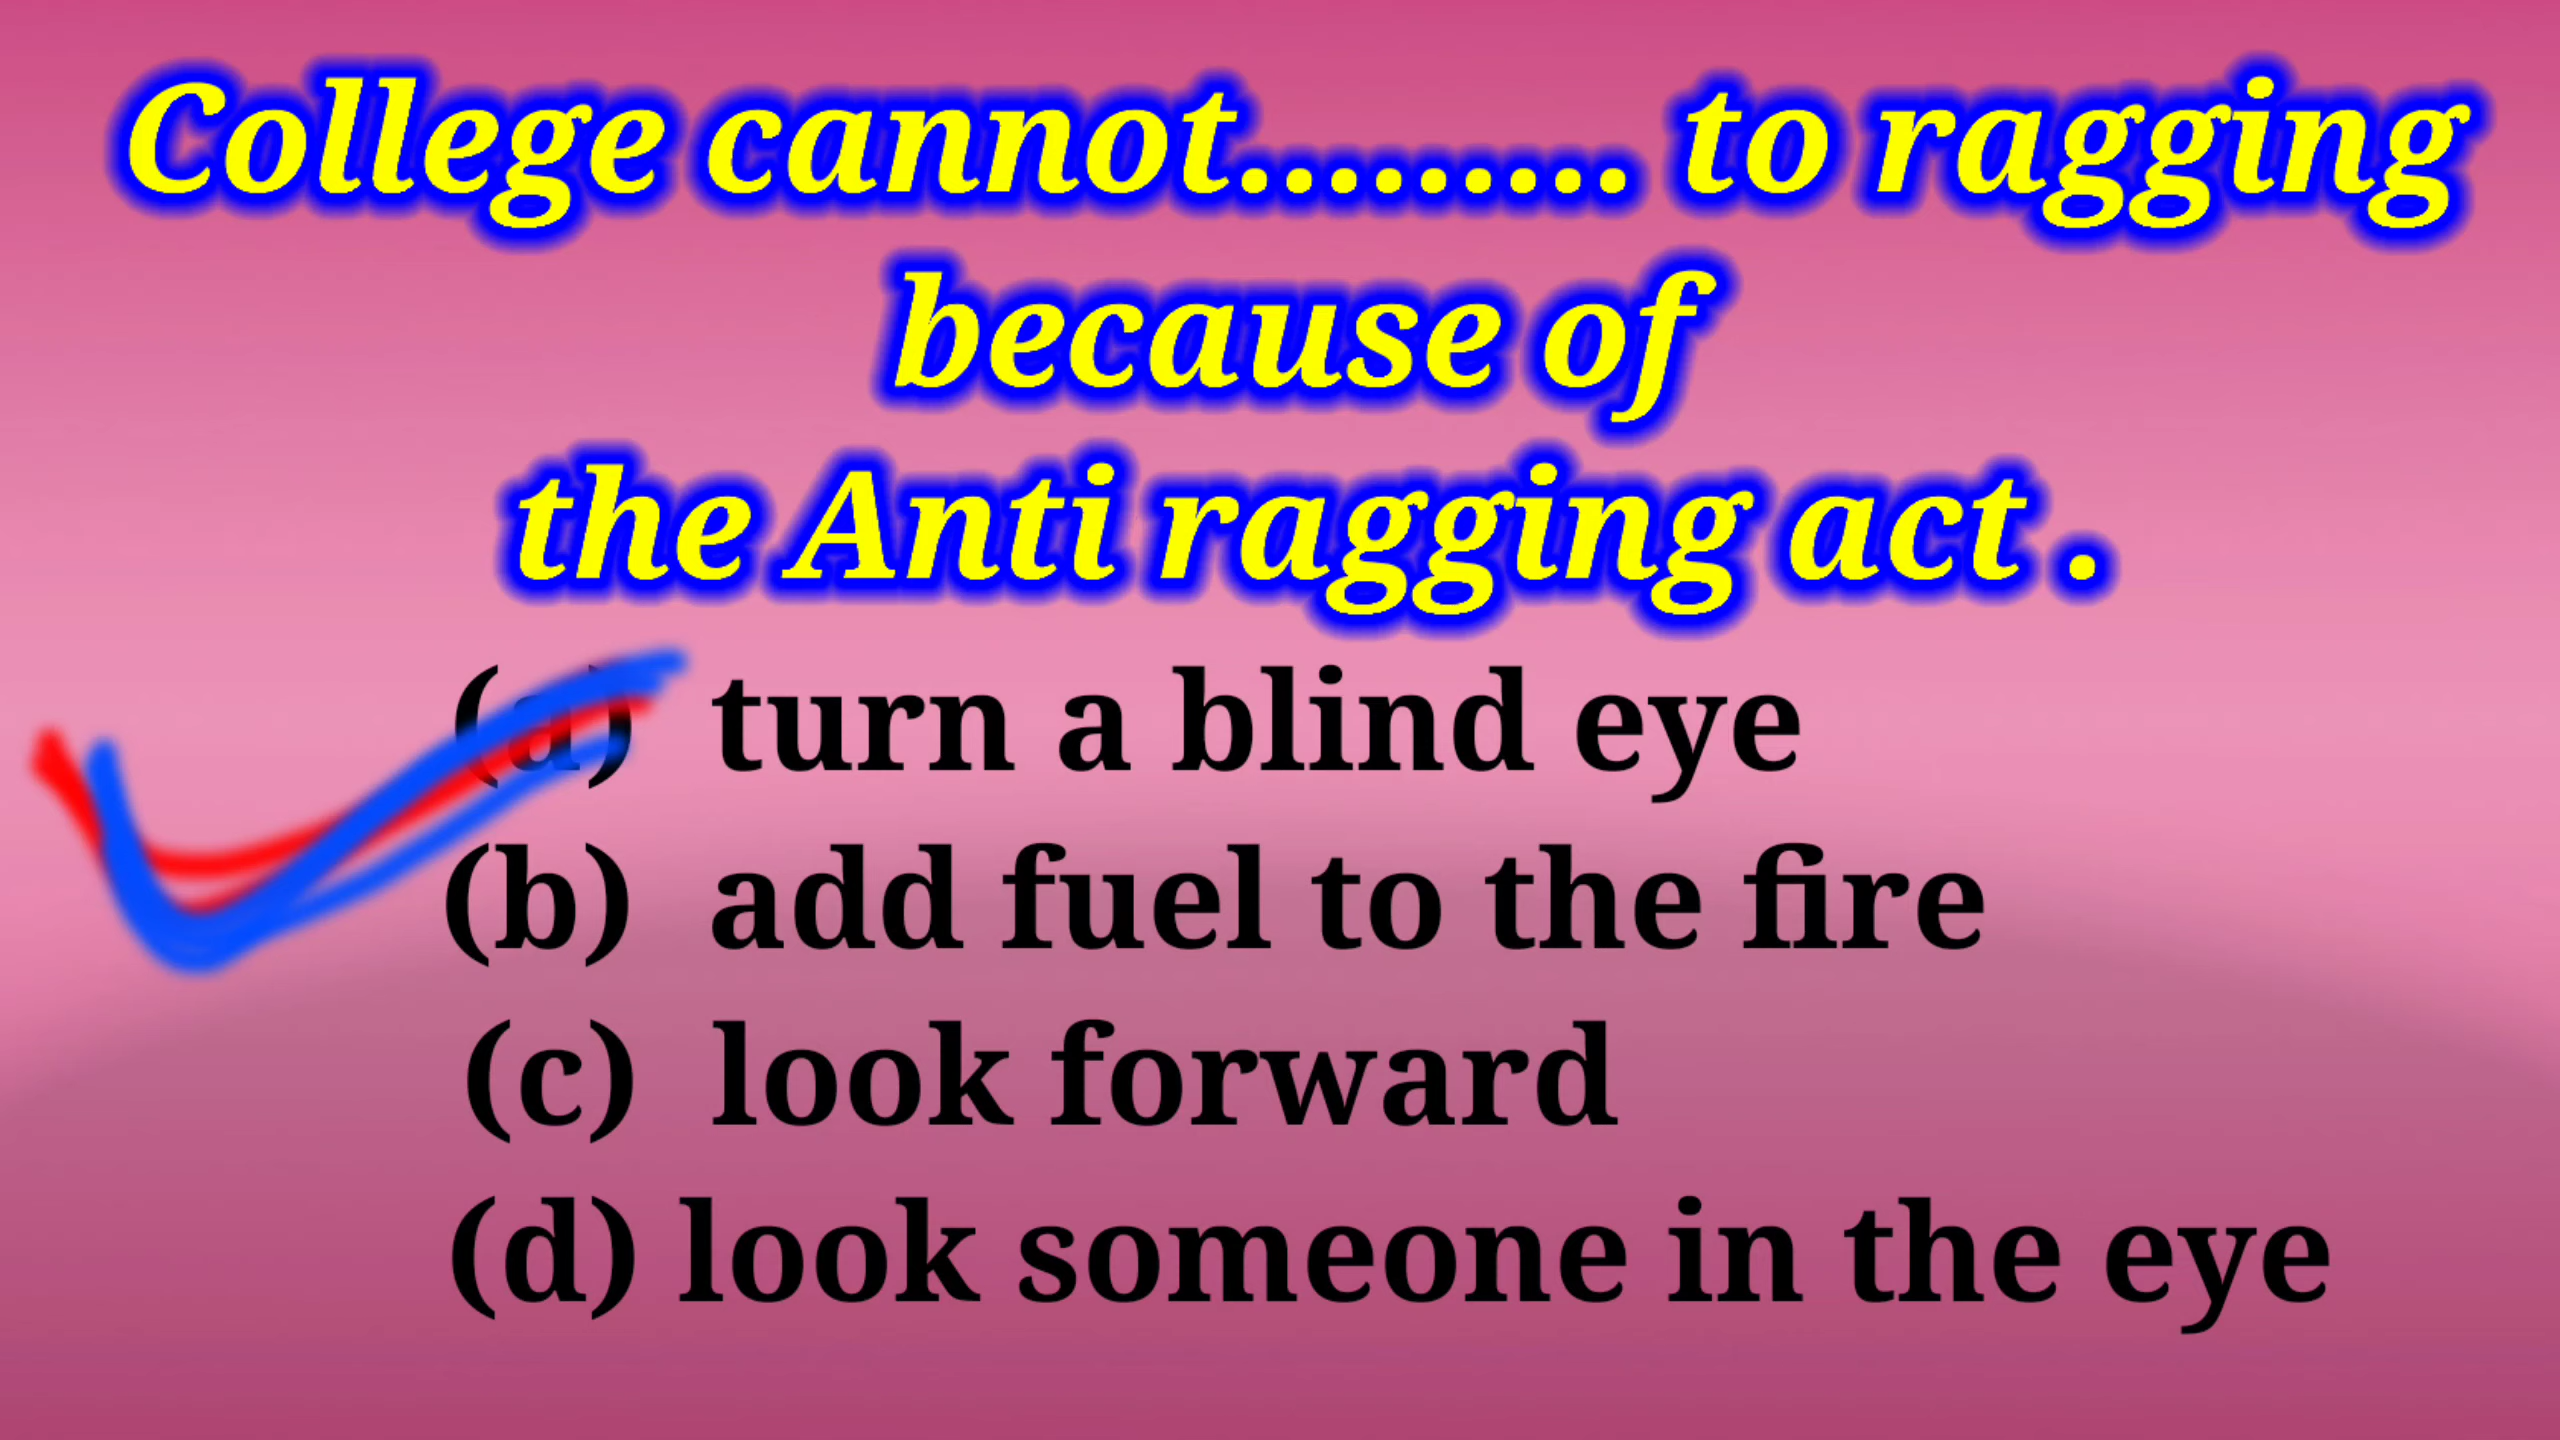 College cannot......... to ragging
because of
the Anti ragging act .
(a) turn a blind eye
(b) add fuel to the fire
(c) look forward
(d) look someone in the eye